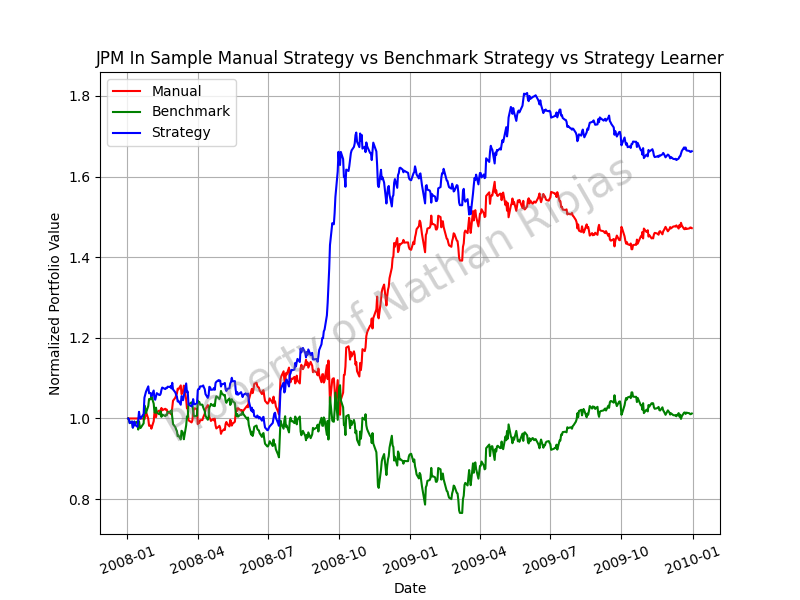 JPM In Sample Manual Strategy vs Benchmark Strategy vs Strategy Learner
Manual
Benchmark
Strategy
Normalized Portfolio Value
1.8
1.6
1.4
1.2
1.0
0.8
Property of Nathan Riojas
2008-01
2008-04
2008-07
2008-10
2009-01
2009-04
2009-07
2009-10
2010-01
Date